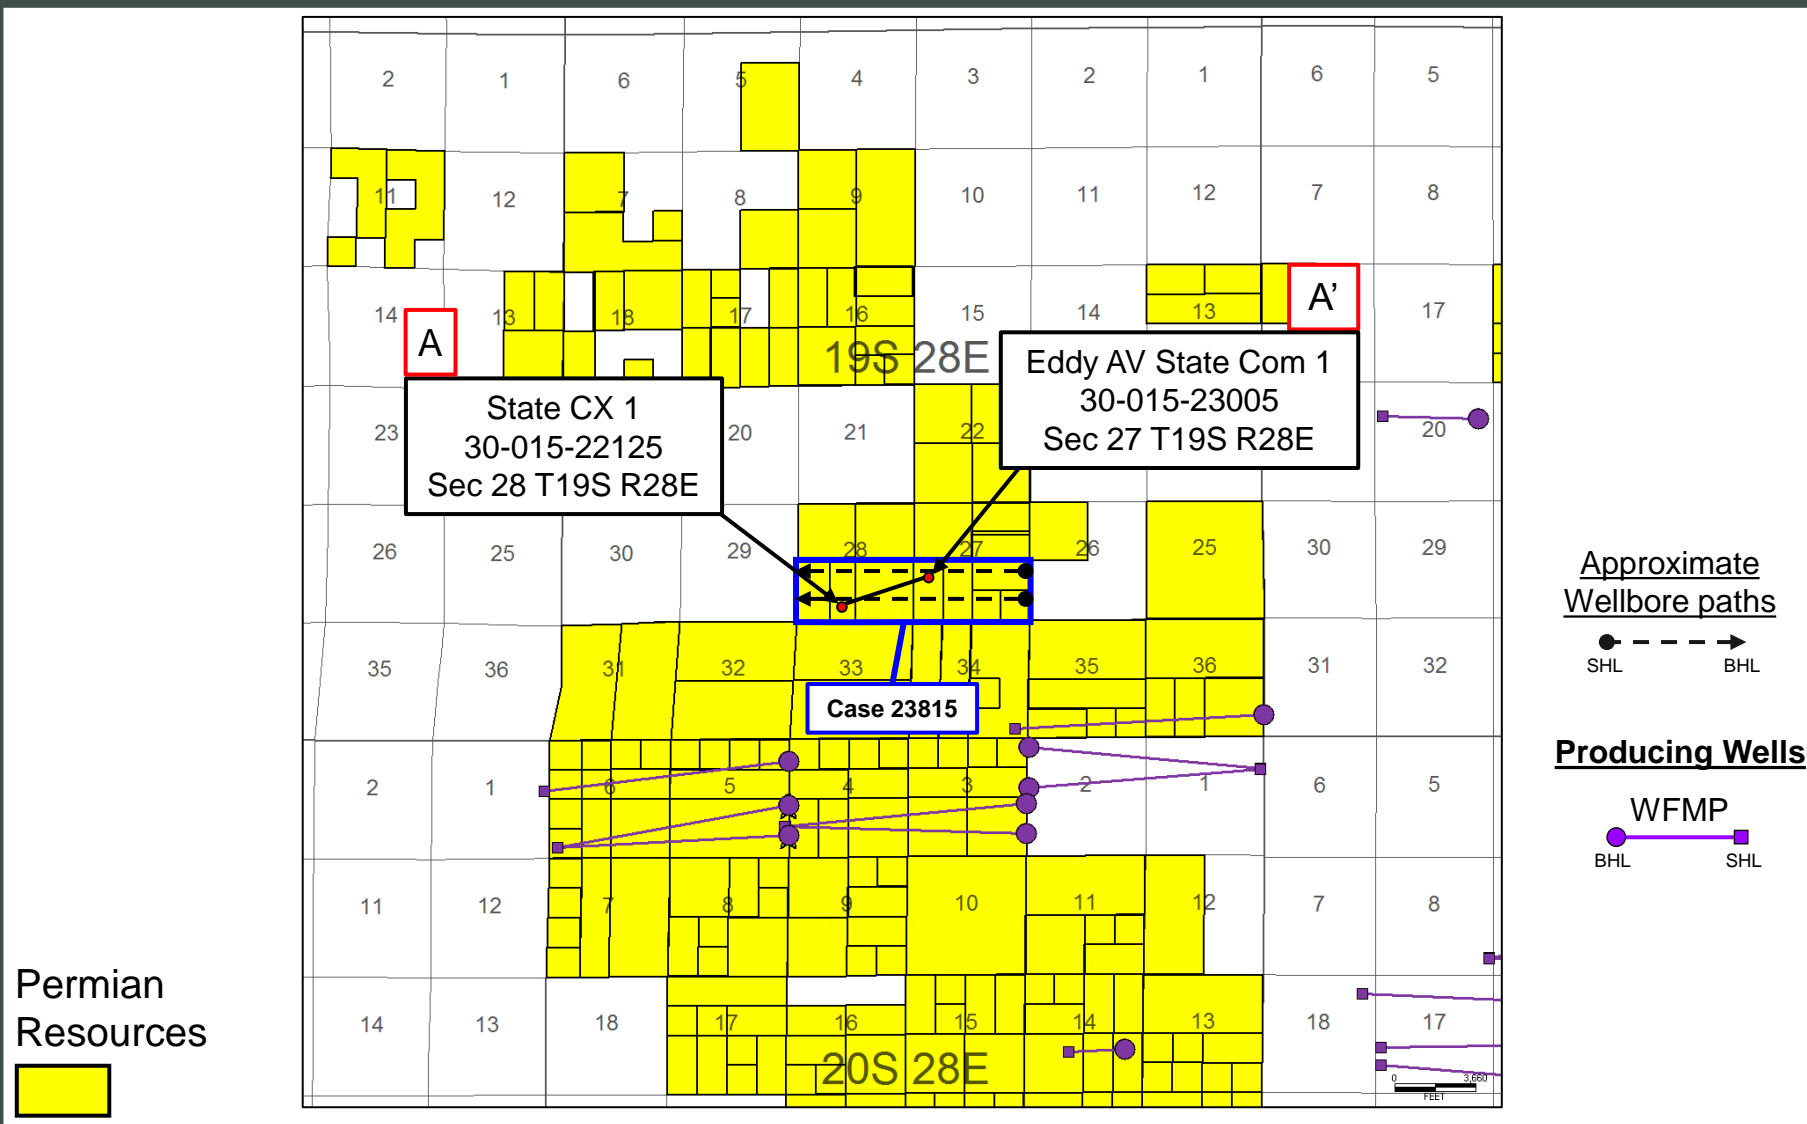 2 1 6 5 4 3 2 1 6 5
11 12 7 8 9 10 11 12 7 8
14 13 18 17 16 15 14 13 17
A
A’
19S 28E
State CX 1
30-015-22125
Sec 28 T19S R28E
Eddy AV State Com 1
30-015-23005
Sec 27 T19S R28E
23 20 21 22 20
26 25 30 29 28 27 26 25 30 29
35 36 31 32 33 34 35 36 31 32
Case 23815
2 1 6 5 4 3 2 1 6 5
11 12 7 8 9 10 11 12 7 8
14 13 18 17 16 15 14 13 18 17
20S 28E
0 3,660
FEET
Approximate
Wellbore paths
SHL BHL
Producing Wells
WFMP
BHL SHL
Permian
Resources